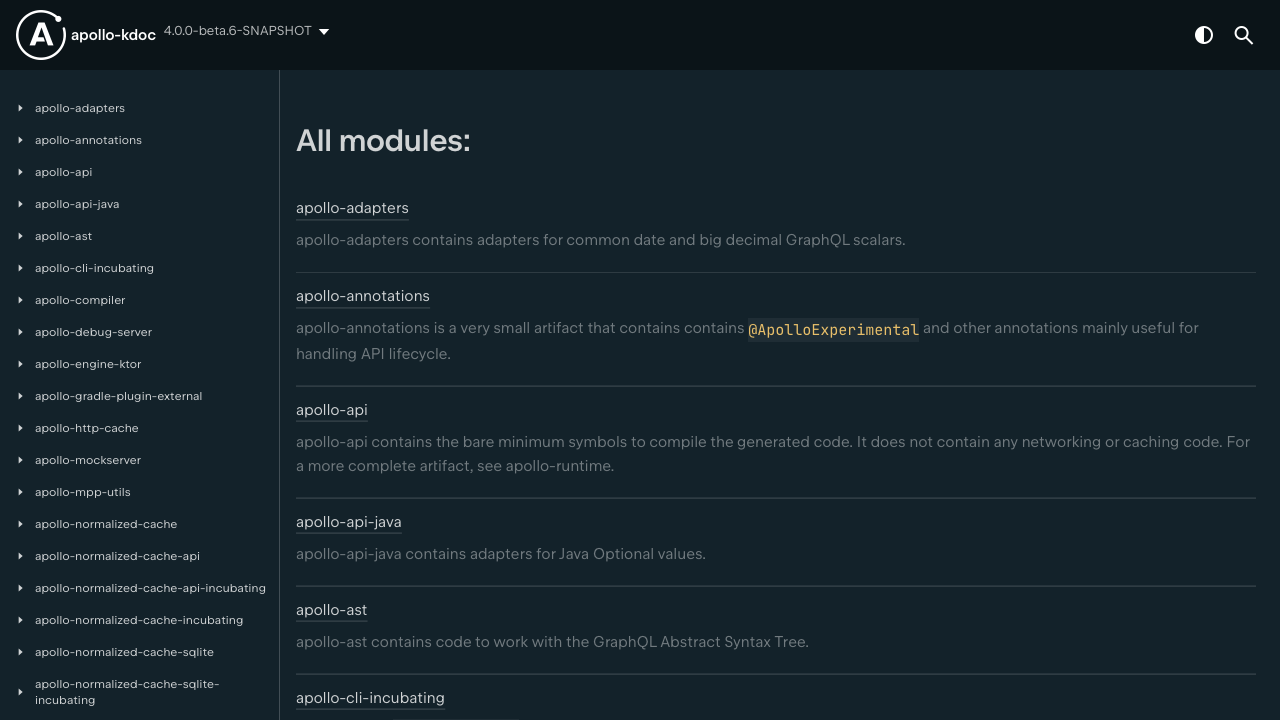 apollo-kdoc 4.0.0-beta.6-SNAPSHOT
apollo-adapters
apollo-annotations
apollo-api
apollo-api-java
apollo-ast
apollo-cli-incubating
apollo-compiler
apollo-debug-server
apollo-engine-ktor
apollo-gradle-plugin-external
apollo-http-cache
apollo-mockserver
apollo-mpp-utils
apollo-normalized-cache
apollo-normalized-cache-api
apollo-normalized-cache-api-incubating
apollo-normalized-cache-incubating
apollo-normalized-cache-sqlite
apollo-normalized-cache-sqlite-
incubating
All modules:
apollo-adapters
apollo-adapters contains adapters for common date and big decimal GraphQL scalars.
apollo-annotations
apollo-annotations is a very small artifact that contains contains @ApolloExperimental and other annotations mainly useful for
handling API lifecycle.
apollo-api
apollo-api contains the bare minimum symbols to compile the generated code. It does not contain any networking or caching code. For
a more complete artifact, see apollo-runtime.
apollo-api-java
apollo-api-java contains adapters for Java Optional values.
apollo-ast
apollo-ast contains code to work with the GraphQL Abstract Syntax Tree.
apollo-cli-incubating